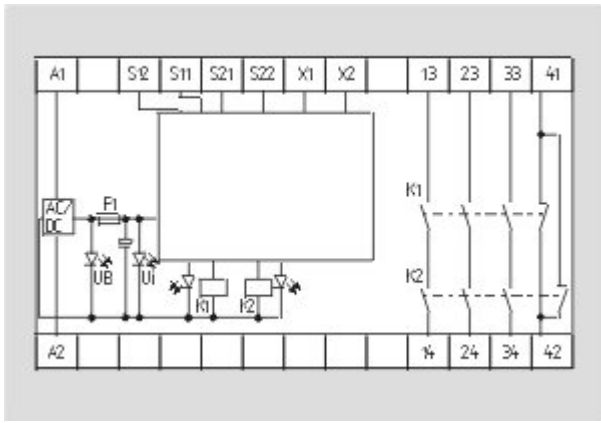 A1 S12 S11 S21 S22 X1 X2 13 23 33 41
K1
F1
AC/
DC
UB Ui
K2
K1 K2
A2 14 24 34 42